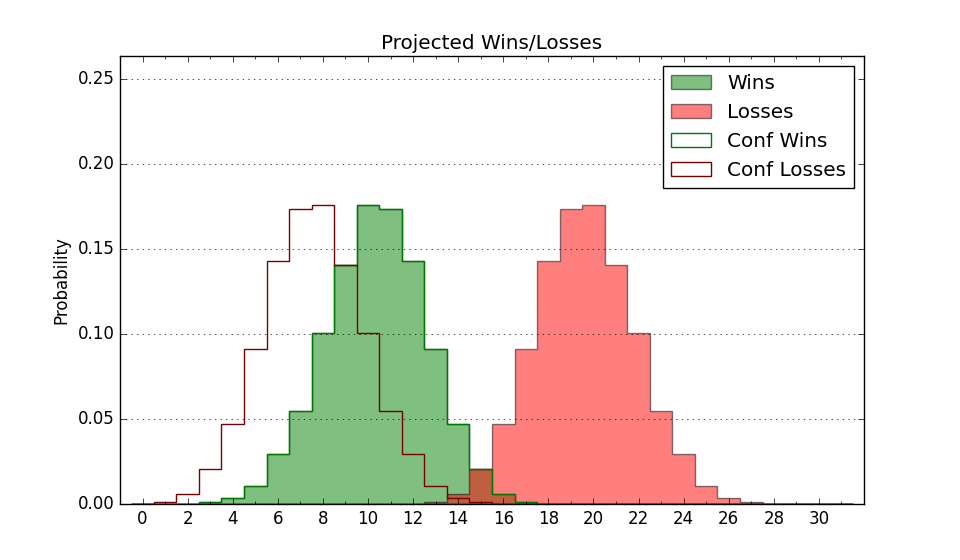 Projected Wins/Losses
Probability
0.25
0.20
0.15
0.10
0.05
0.00
0 2 4 6 8 10 12 14 16 18 20 22 24 26 28 30
Wins
Losses
Conf Wins
Conf Losses